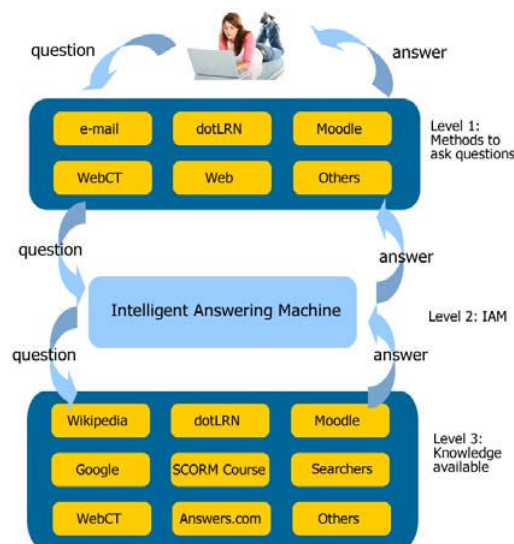 question
answer
e-mail
dotLRN
Moodle
WebCT
Web
Others
Level 1:
Methods to
ask questions
question
answer
Intelligent Answering Machine
Level 2: IAM
question
answer
Wikipedia
dotLRN
Moodle
Google
SCORM Course
Searchers
WebCT
Answers.com
Others
Level 3:
Knowledge
available